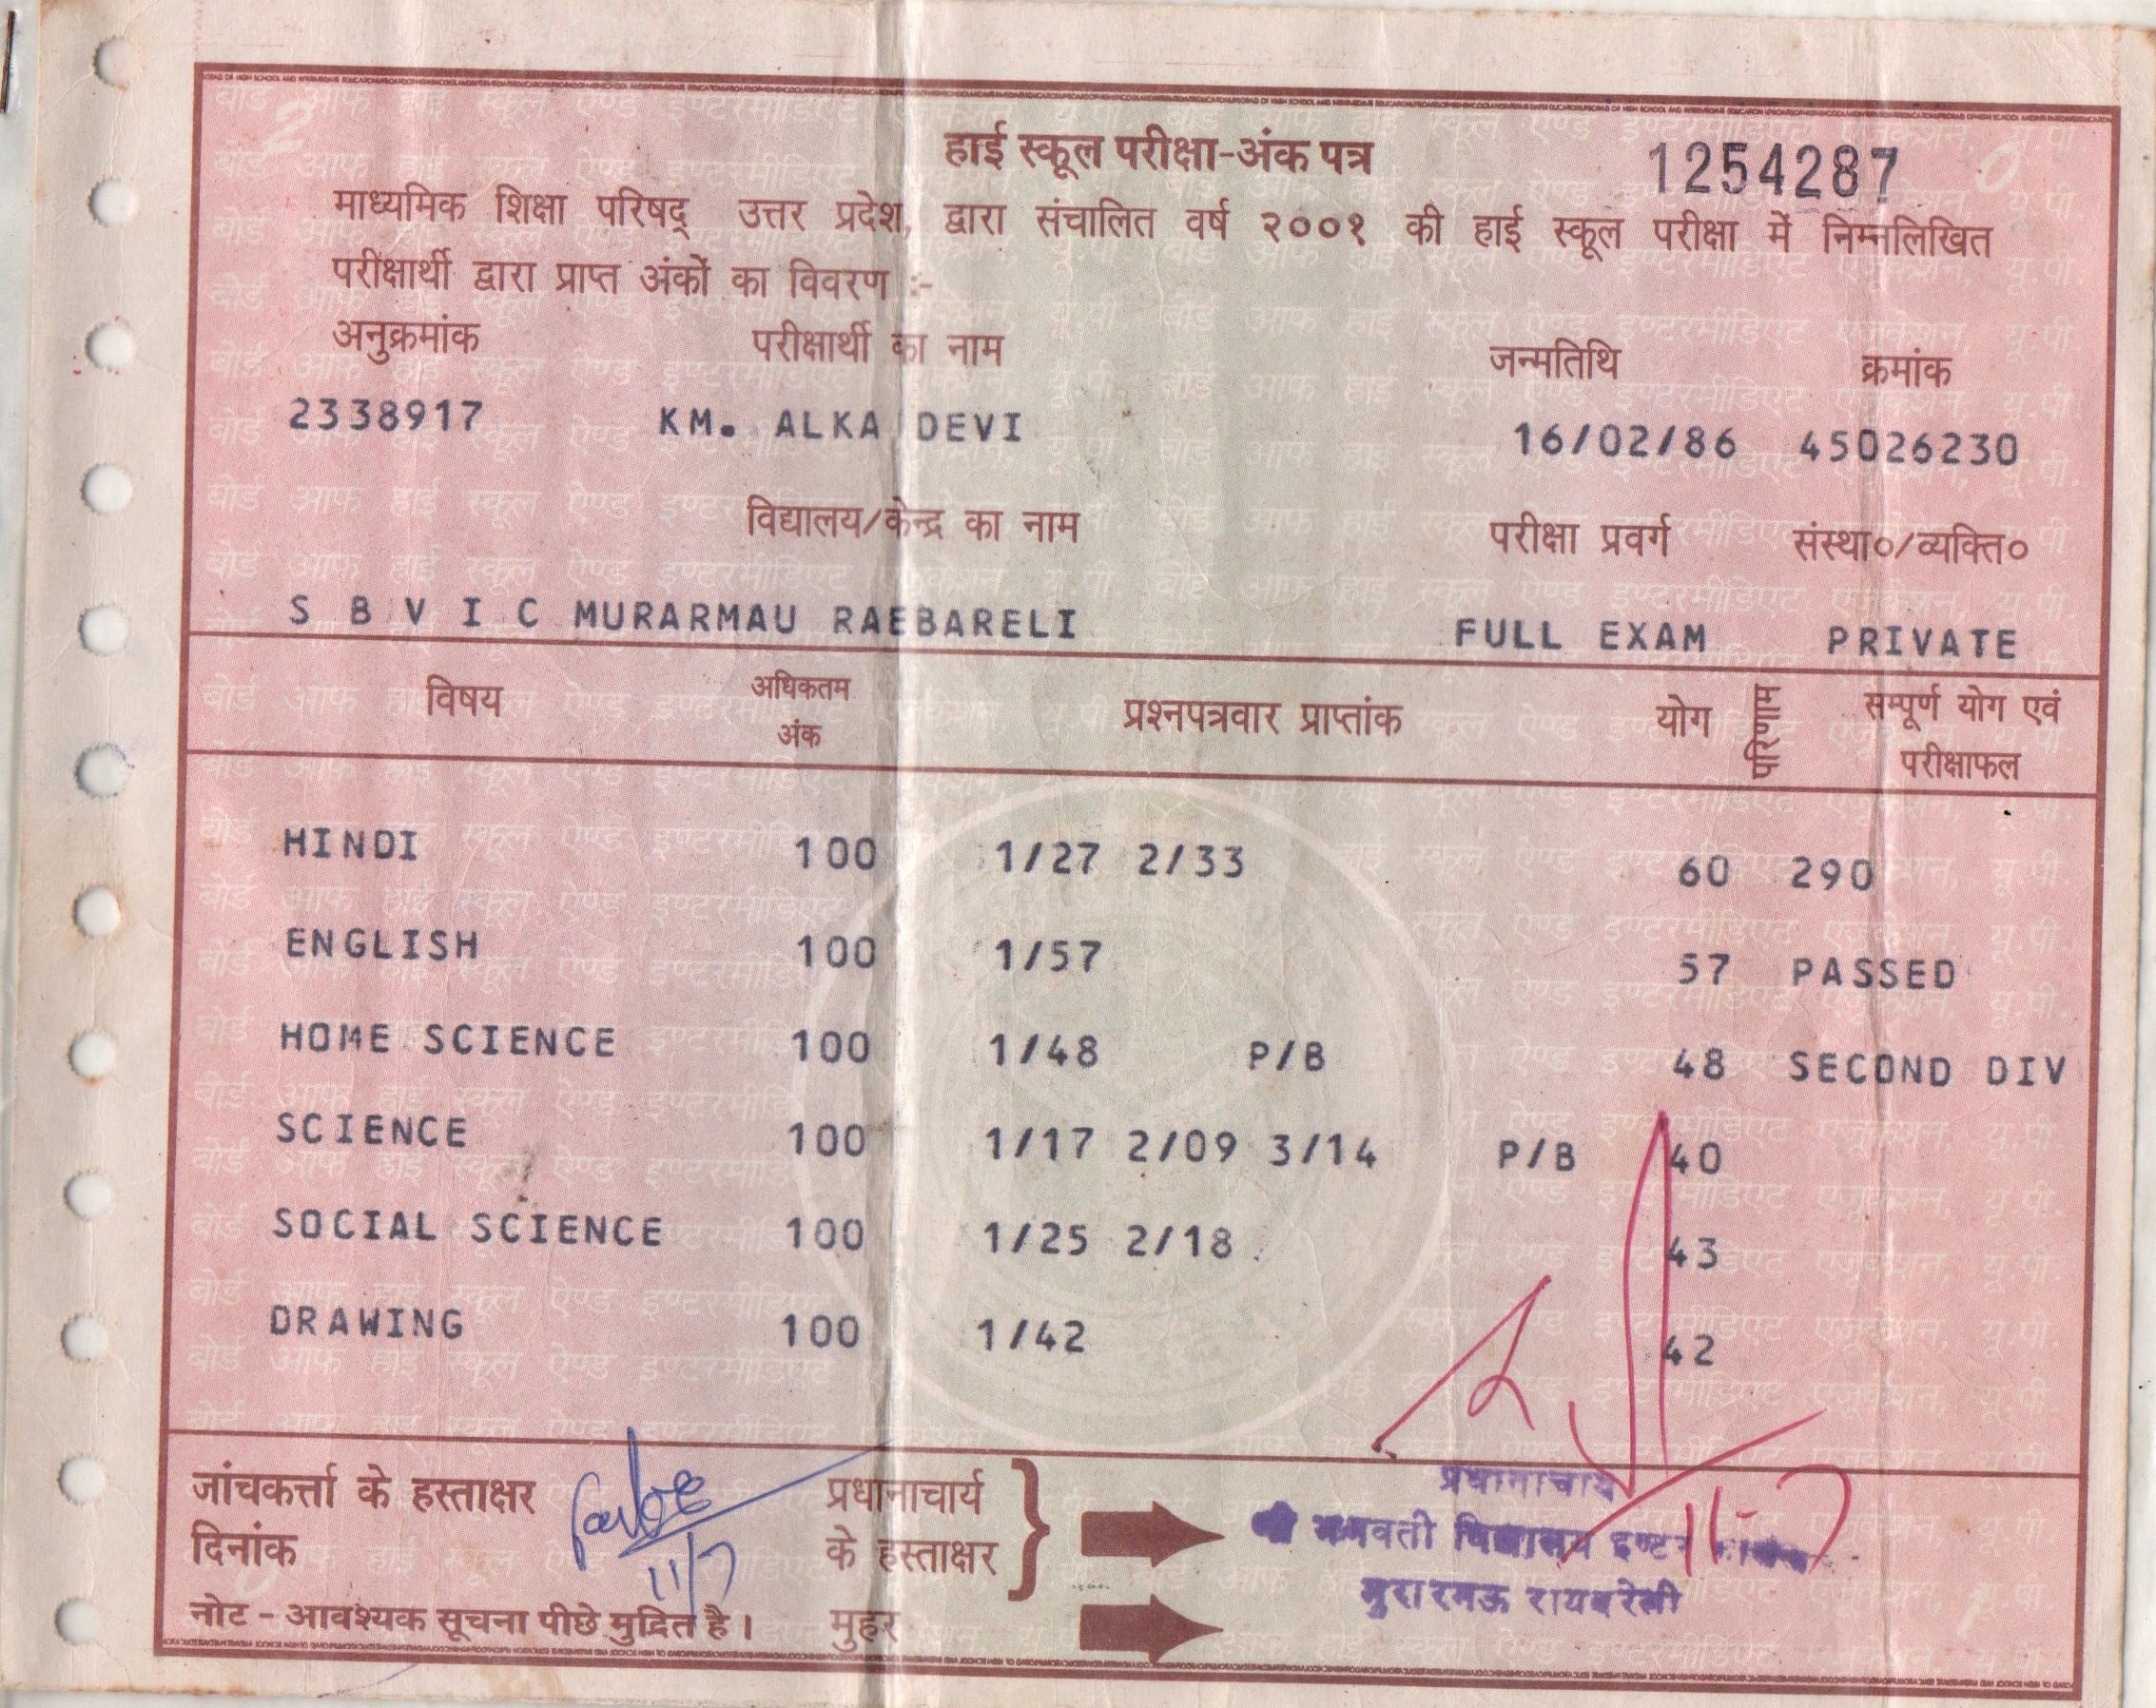 हाई स्कूल परीक्षा-अंक पत्र 1254287
माध्यमिक शिक्षा परिषद् उत्तर प्रदेश, द्वारा संचालित वर्ष २००१ की हाई स्कूल परीक्षा में निम्नलिखित
परीक्षार्थी द्वारा प्राप्त अंकों का विवरण :-
अनुक्रमांक परीक्षार्थी का नाम जन्मतिथि क्रमांक
2338917 KM. ALKA DEVI 16/02/86 45026230
विद्यालय/केन्द्र का नाम परीक्षा प्रवर्ग संस्था०/व्यक्ति०
S B V I C MURARMAU RAEBARELI FULL EXAM PRIVATE
विषय अधिकतम अंक प्रश्नपत्रवार प्राप्तांक योग परिणाम सम्पूर्ण योग एवं परीक्षाफल
HINDI 100 1/27 2/33 60 290
ENGLISH 100 1/57 57 PASSED
HOME SCIENCE 100 1/48 P/B 48 SECOND DIV
SCIENCE 100 1/17 2/09 3/14 P/B 40
SOCIAL SCIENCE 100 1/25 2/18 43
DRAWING 100 1/42 42
जांचकर्त्ता के हस्ताक्षर प्रधानाचार्य प्रधानाचार्य
दिनांक 11/7 के हस्ताक्षर भगवती विद्यालय इण्टर 11-7
मुरारमऊ रायबरेली
नोट - आवश्यक सूचना पीछे मुद्रित है। मुहर